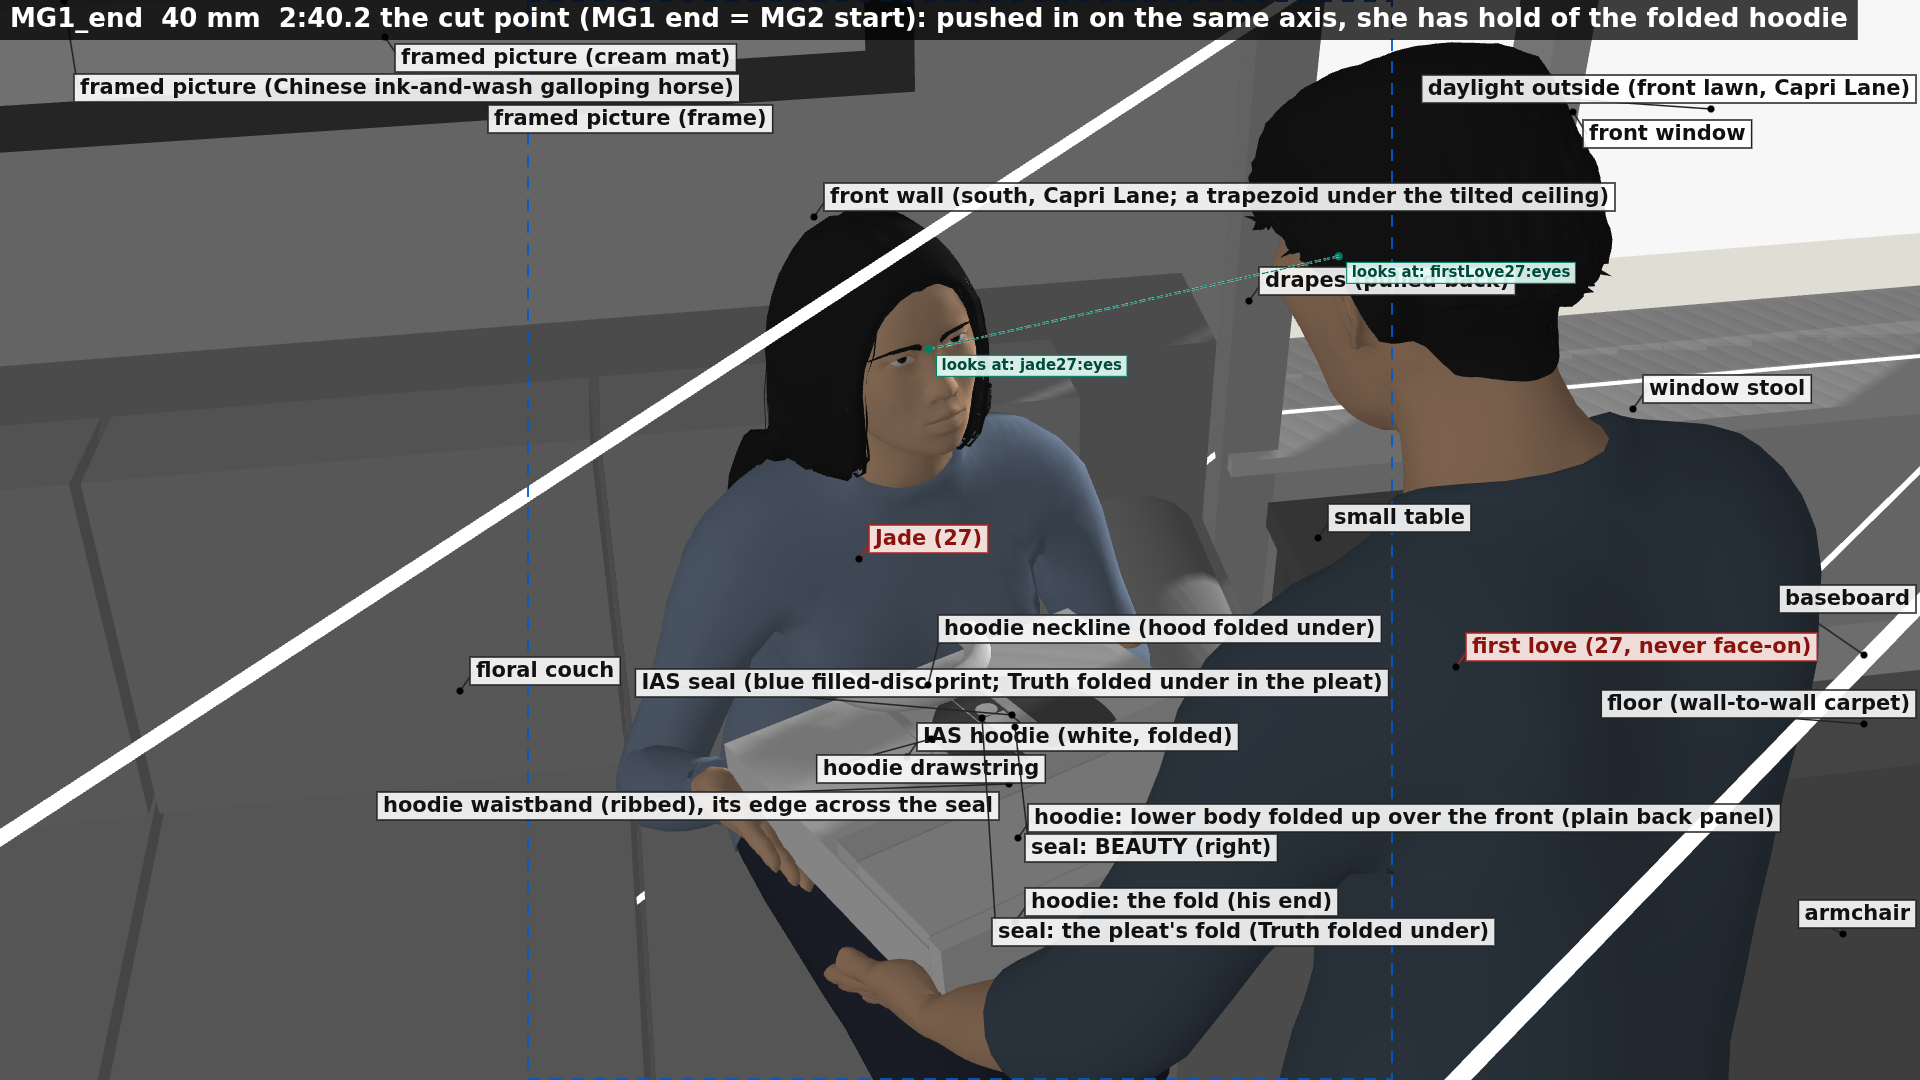 MG1_end 40 mm 2:40.2 the cut point (MG1 end = MG2 start): pushed in on the same axis, she has hold of the folded hoodie
framed picture (cream mat)
framed picture (Chinese ink-and-wash galloping horse)
daylight outside (front lawn, Capri Lane)
framed picture (frame)
front window
front wall (south, Capri Lane; a trapezoid under the tilted ceiling)
looks at: firstLove27:eyes
drapes (pulled back)
looks at: jade27:eyes
window stool
small table
Jade (27)
baseboard
hoodie neckline (hood folded under)
first love (27, never face-on)
floral couch
IAS seal (blue filled-disc print; Truth folded under in the pleat)
floor (wall-to-wall carpet)
IAS hoodie (white, folded)
hoodie drawstring
hoodie waistband (ribbed), its edge across the seal
hoodie: lower body folded up over the front (plain back panel)
seal: BEAUTY (right)
hoodie: the fold (his end)
armchair
seal: the pleat's fold (Truth folded under)